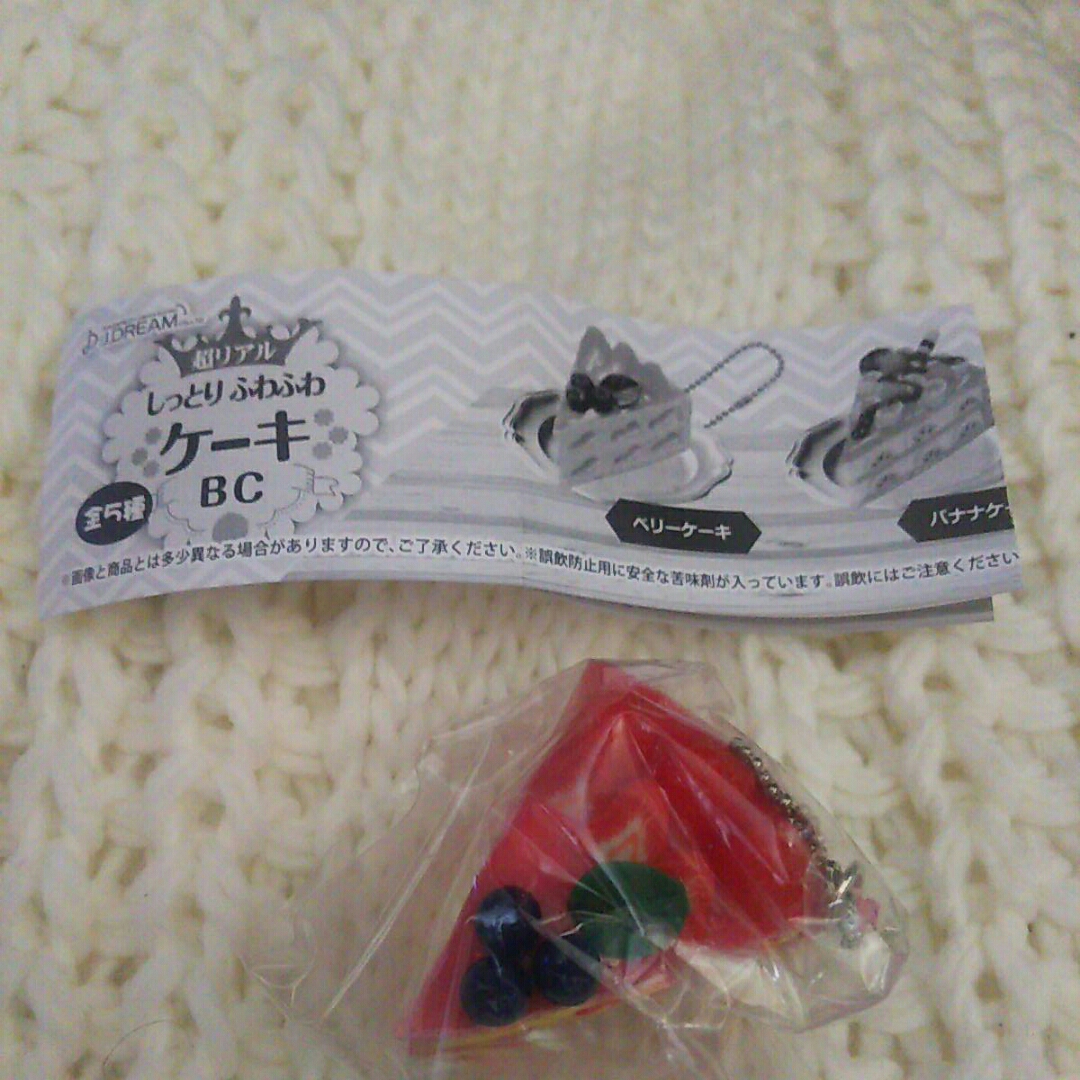 J.DREAM
超リアル
しっとりふわふわ
ケーキ
BC
全5種
ベリーケーキ
バナナケー
※画像と商品とは多少異なる場合がありますので、ご了承ください。※誤飲防止用に安全な苦味剤が入っています。誤飲にはご注意ください